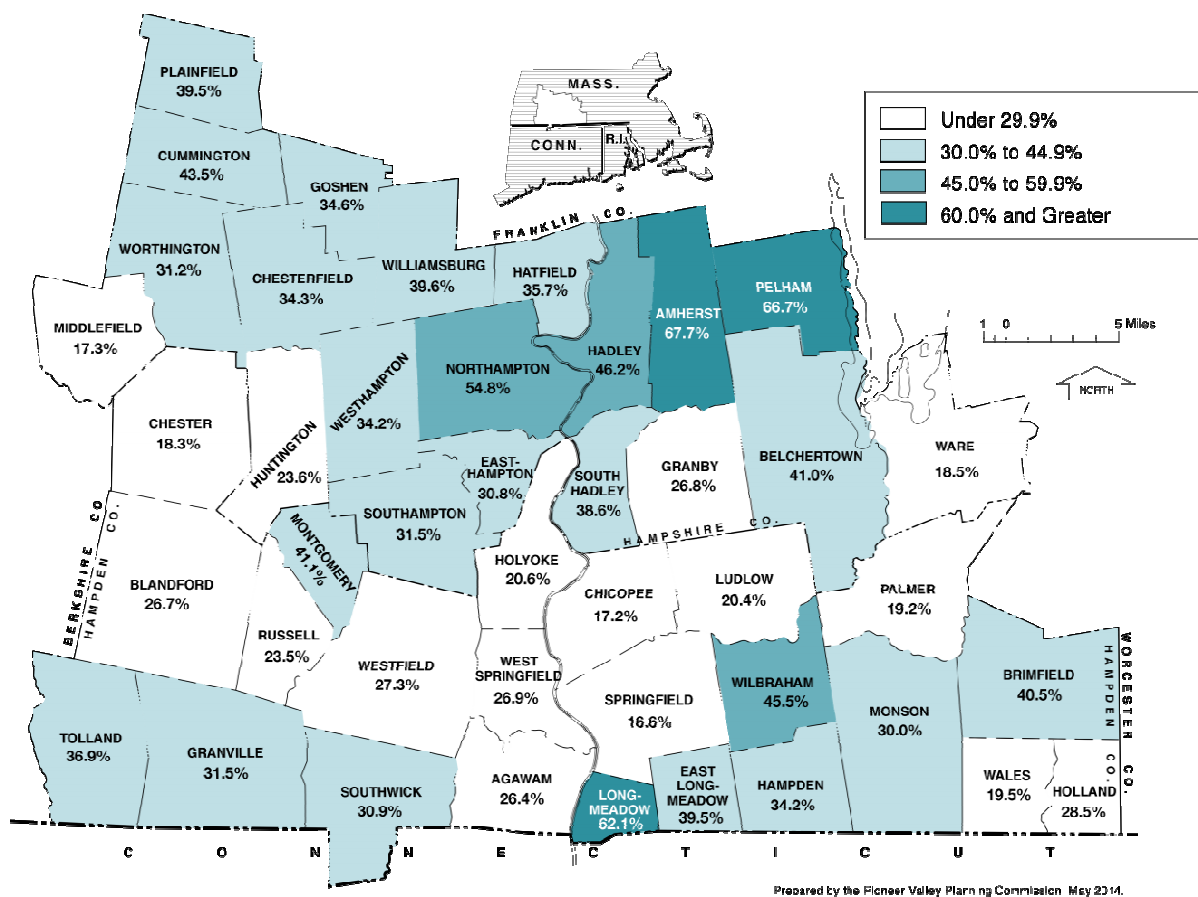 PLAINFIELD
39.5%
CUMMINGTON
43.5%
GOSHEN
34.6%
WORTHINGTON
31.2%
CHESTERFIELD
34.3%
WILLIAMSBURG
39.6%
MIDDLEFIELD
17.3%
MASS.
CONN.
R.I.
Under 29.9%
30.0% to 44.9%
45.0% to 59.9%
60.0% and Greater
FRANKLIN CO.
HATFIELD
35.7%
AMHERST
67.7%
PELHAM
66.7%
1 0 5 Miles
NORTH
NORTHAMPTON
54.8%
HADLEY
46.2%
WESTHAMPTON
34.2%
CHESTER
18.3%
HUNTINGTON
23.6%
EAST-
HAMPTON
30.8%
SOUTH
HADLEY
38.6%
GRANBY
26.8%
BELCHERTOWN
41.0%
WARE
18.5%
SOUTHAMPTON
31.5%
MONTGOMERY
41.1%
HAMPSHIRE CO.
BERKSHIRE CO
HAMPDEN CO.
BLANDFORD
26.7%
RUSSELL
23.5%
HOLYOKE
20.6%
CHICOPEE
17.2%
LUDLOW
20.4%
PALMER
19.2%
WESTFIELD
27.3%
WEST
SPRINGFIELD
26.9%
SPRINGFIELD
16.6%
WILBRAHAM
45.5%
MONSON
30.0%
BRIMFIELD
40.5%
HAMPDEN CO.
WORCESTER CO.
TOLLAND
36.9%
GRANVILLE
31.5%
SOUTHWICK
30.9%
AGAWAM
26.4%
LONG-
MEADOW
62.1%
EAST
LONG-
MEADOW
39.5%
HAMPDEN
34.2%
WALES
19.5%
HOLLAND
28.5%
CONNECTICUT
Prepared by the Pioneer Valley Planning Commission May 2014.